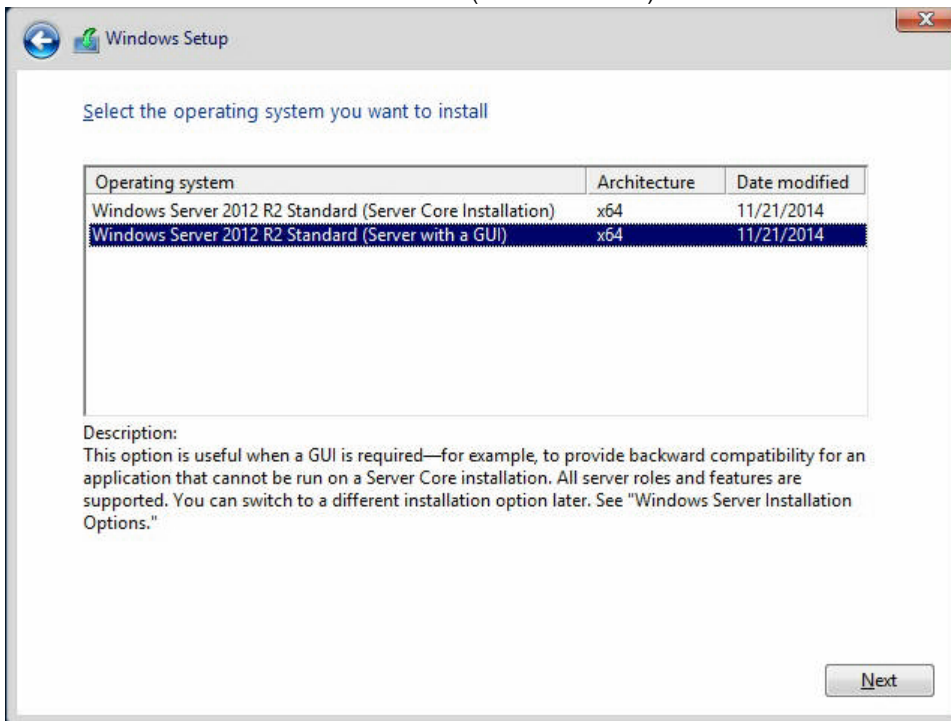 Windows Setup
Select the operating system you want to install
Operating system Architecture Date modified
Windows Server 2012 R2 Standard (Server Core Installation) x64 11/21/2014
Windows Server 2012 R2 Standard (Server with a GUI) x64 11/21/2014
Description:
This option is useful when a GUI is required—for example, to provide backward compatibility for an
application that cannot be run on a Server Core installation. All server roles and features are
supported. You can switch to a different installation option later. See "Windows Server Installation
Options."
Next